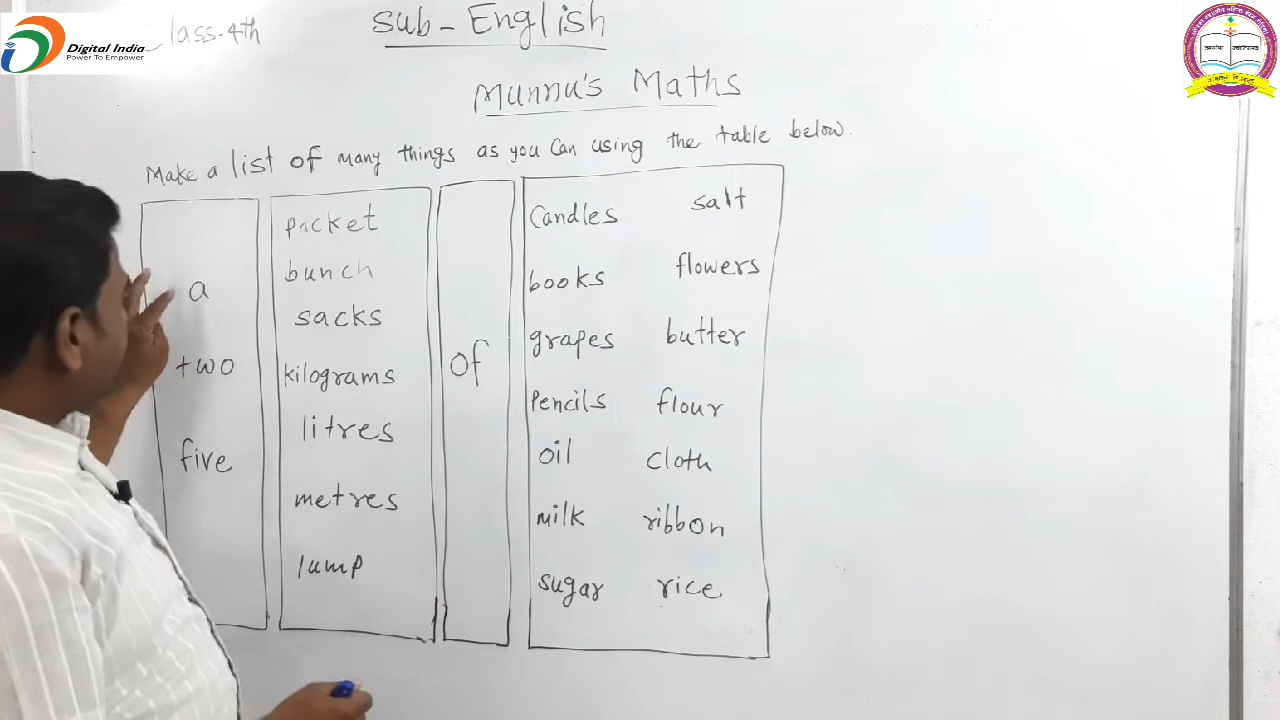 Digital India
Power To Empower
lass-4th
Sub-English
Munnu's Maths
Make a list of many things as you can using the table below.
a
two
five
packet
bunch
sacks
kilograms
litres
metres
lump
of
Candles salt
books flowers
grapes butter
Pencils flour
oil cloth
milk ribbon
sugar rice